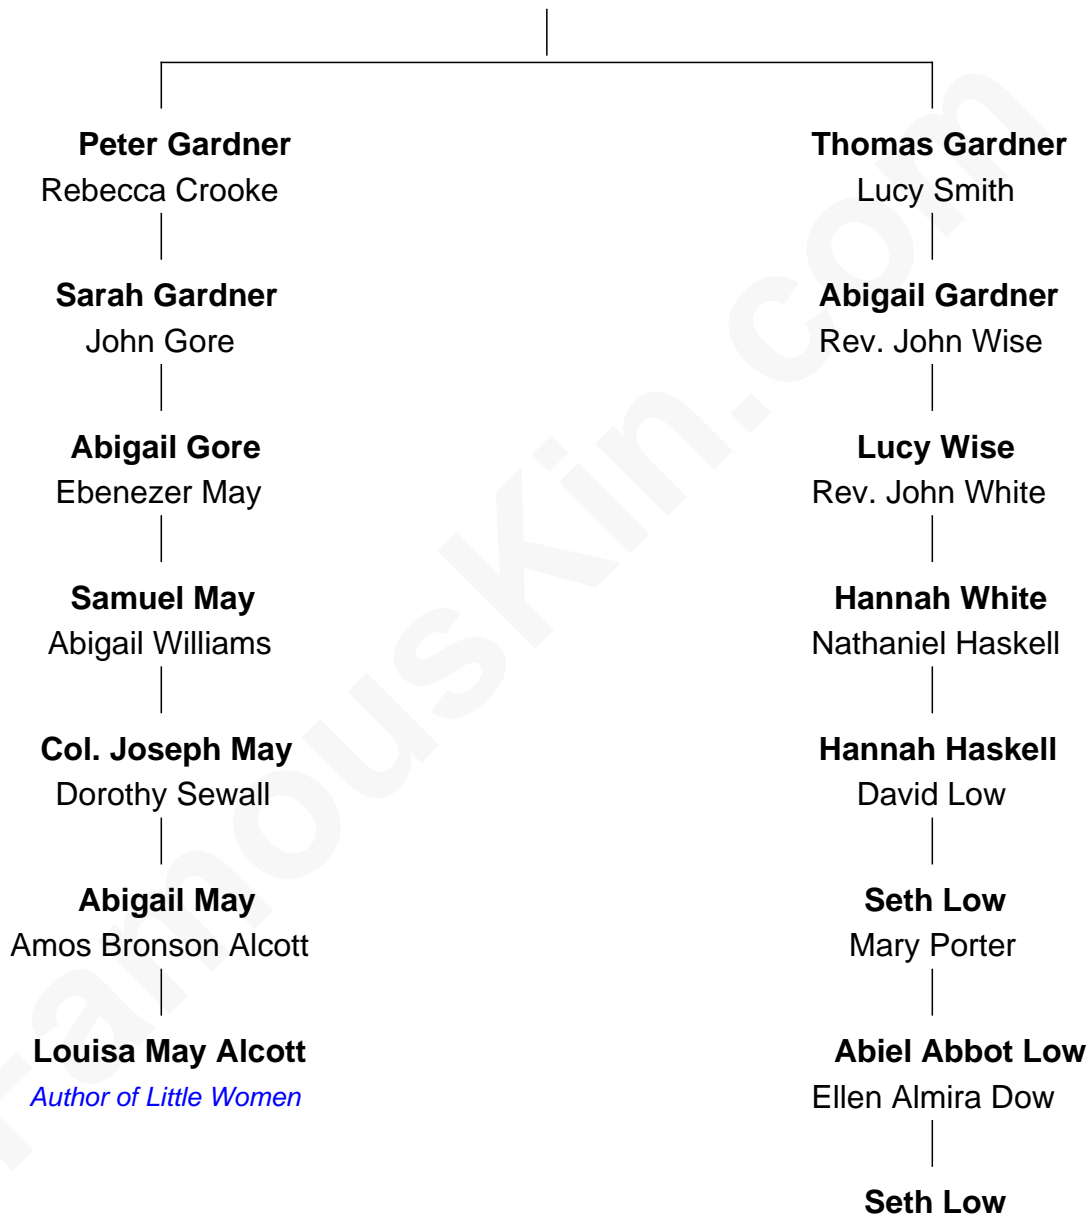 Peter Gardner
Rebecca Crooke
Sarah Gardner
John Gore
Abigail Gore
Ebenezer May
Samuel May
Abigail Williams
Col. Joseph May
Dorothy Sewall
Abigail May
Amos Bronson Alcott
Louisa May Alcott
Author of Little Women
Thomas Gardner
Lucy Smith
Abigail Gardner
Rev. John Wise
Lucy Wise
Rev. John White
Hannah White
Nathaniel Haskell
Hannah Haskell
David Low
Seth Low
Mary Porter
Abiel Abbot Low
Ellen Almira Dow
Seth Low
FamousKin.com